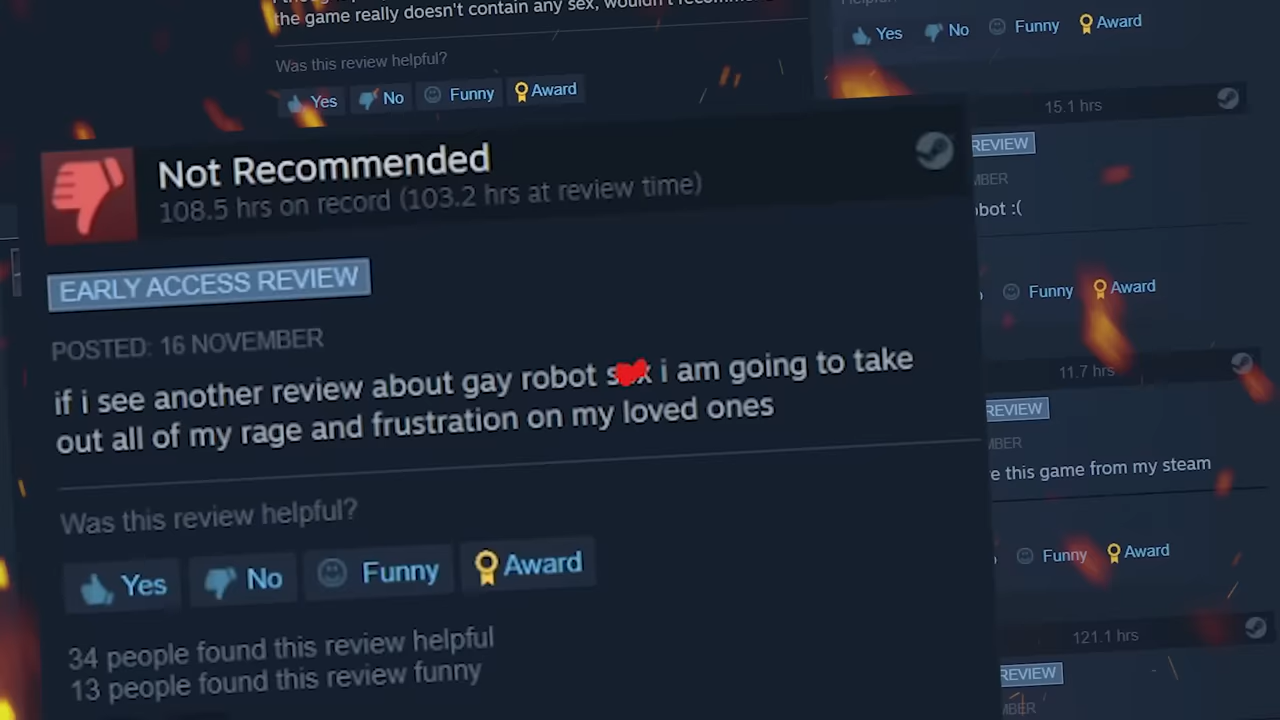 the game really doesn't contain any sex, wouldn't
Was this review helpful?
Yes No Funny Award
Yes No Funny Award
15.1 hrs
REVIEW
:(
Funny Award
11.7 hrs
REVIEW
this game from my steam
Funny Award
121.1 hrs
REVIEW
Not Recommended
108.5 hrs on record (103.2 hrs at review time)
EARLY ACCESS REVIEW
POSTED: 16 NOVEMBER
if i see another review about gay robot s❤x i am going to take
out all of my rage and frustration on my loved ones
Was this review helpful?
Yes No Funny Award
34 people found this review helpful
13 people found this review funny